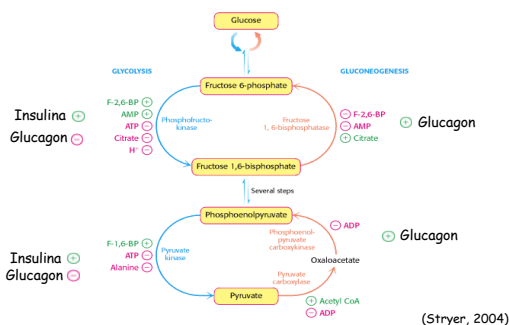 Glucose
GLYCOLYSIS
GLUCONEOGENESIS
Fructose 6-phosphate
F-2,6-BP +
AMP +
ATP −
Citrate −
H+ −
Insulina +
Glucagon −
Phosphofructo-
kinase
Fructose
1, 6-bisphosphatase
− F-2,6-BP
− AMP
+ Citrate
+ Glucagon
Fructose 1,6-bisphosphate
Several steps
Phosphoenolpyruvate
F-1,6-BP +
ATP −
Alanine −
Insulina +
Glucagon −
Pyruvate
kinase
Phosphoenol-
pyruvate
carboxykinase
− ADP
+ Glucagon
Oxaloacetate
Pyruvate
carboxylase
Pyruvate
+ Acetyl CoA
− ADP
(Stryer, 2004)